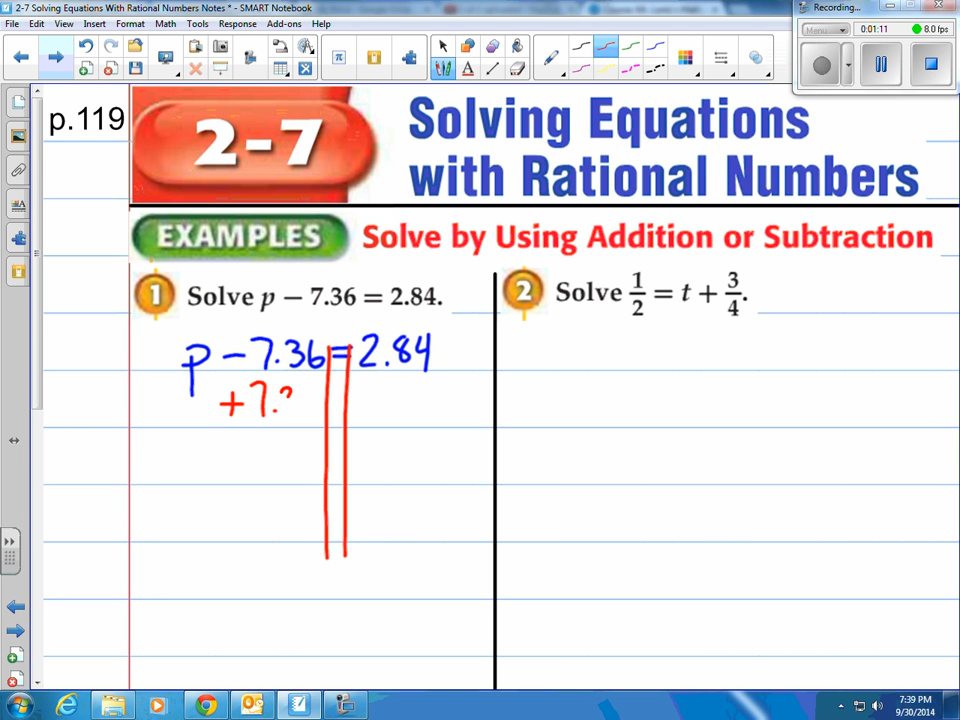 2-7 Solving Equations With Rational Numbers Notes * - SMART Notebook
Recording...
File Edit View Insert Format Tools Response Add-ons Help
Menu
0:01:11
8.0 fps
p.119
2-7
Solving Equations
with Rational Numbers
EXAMPLES Solve by Using Addition or Subtraction
1 Solve p − 7.36 = 2.84.
2 Solve 1/2 = t + 3/4.
p − 7.36 = 2.84
+7.
7:39 PM
9/30/2014